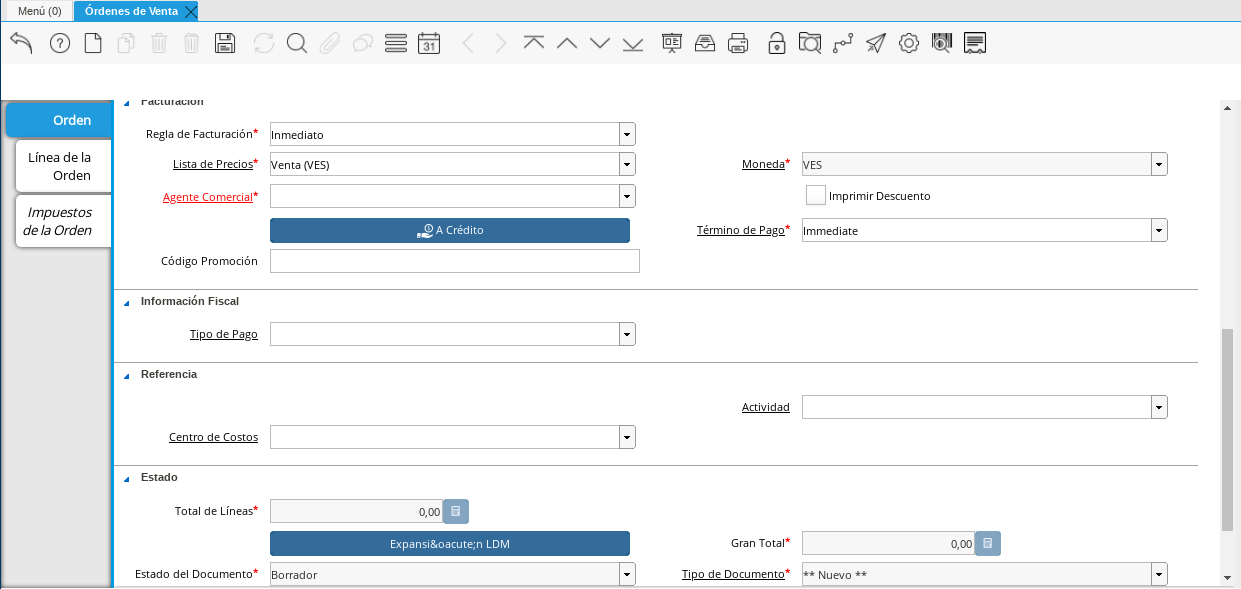 Menú (0)
Órdenes de Venta
31
Orden
Línea de la
Orden
Impuestos
de la Orden
Facturación
Regla de Facturación*
Inmediato
Lista de Precios*
Venta (VES)
Moneda*
VES
Agente Comercial*
Imprimir Descuento
A Crédito
Término de Pago*
Immediate
Código Promoción
Información Fiscal
Tipo de Pago
Referencia
Actividad
Centro de Costos
Estado
Total de Líneas*
0,00
Expansi&oacute;n LDM
Gran Total*
0,00
Estado del Documento*
Borrador
Tipo de Documento*
** Nuevo **